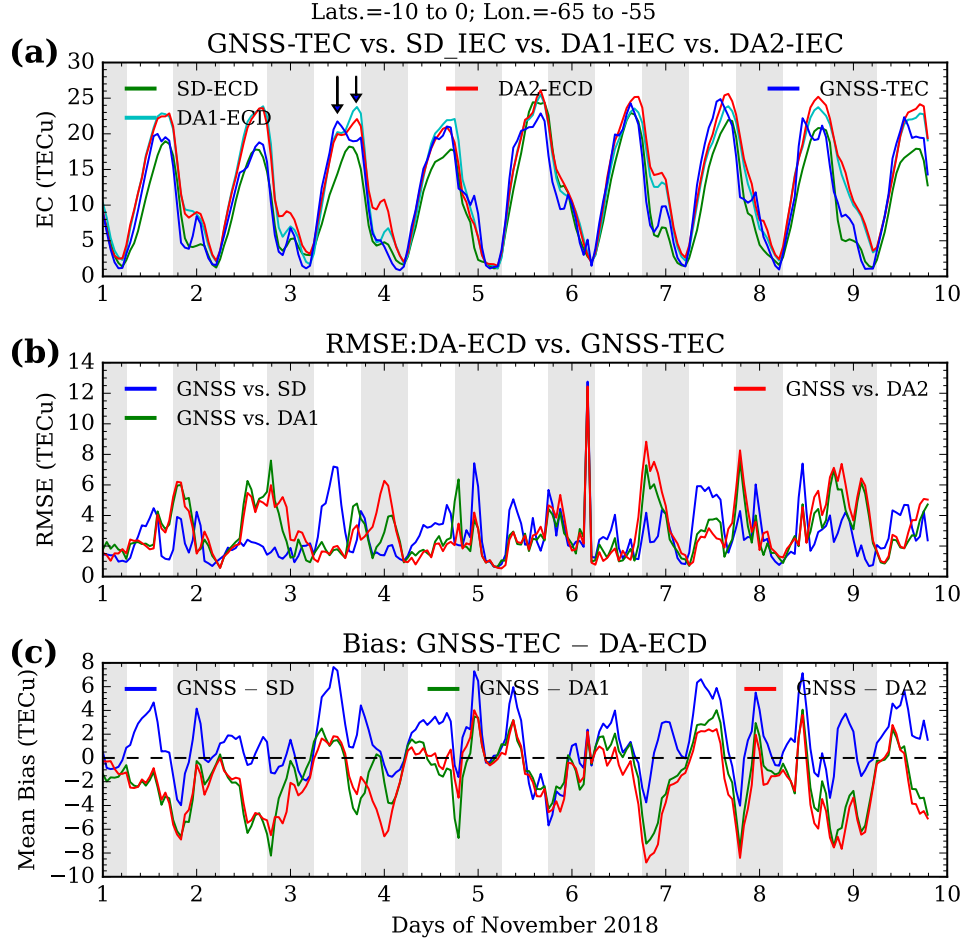 Lats.=-10 to 0; Lon.=-65 to -55
(a)
GNSS-TEC vs. SD_IEC vs. DA1-IEC vs. DA2-IEC
EC (TECu)
30
25
20
15
10
5
0
SD-ECD
DA1-ECD
DA2-ECD
GNSS-TEC
1 2 3 4 5 6 7 8 9 10
(b)
RMSE:DA-ECD vs. GNSS-TEC
RMSE (TECu)
14
12
10
8
6
4
2
0
GNSS vs. SD
GNSS vs. DA1
GNSS vs. DA2
1 2 3 4 5 6 7 8 9 10
(c)
Bias: GNSS-TEC − DA-ECD
Mean Bias (TECu)
8
6
4
2
0
−2
−4
−6
−8
−10
GNSS − SD
GNSS − DA1
GNSS − DA2
1 2 3 4 5 6 7 8 9 10
Days of November 2018